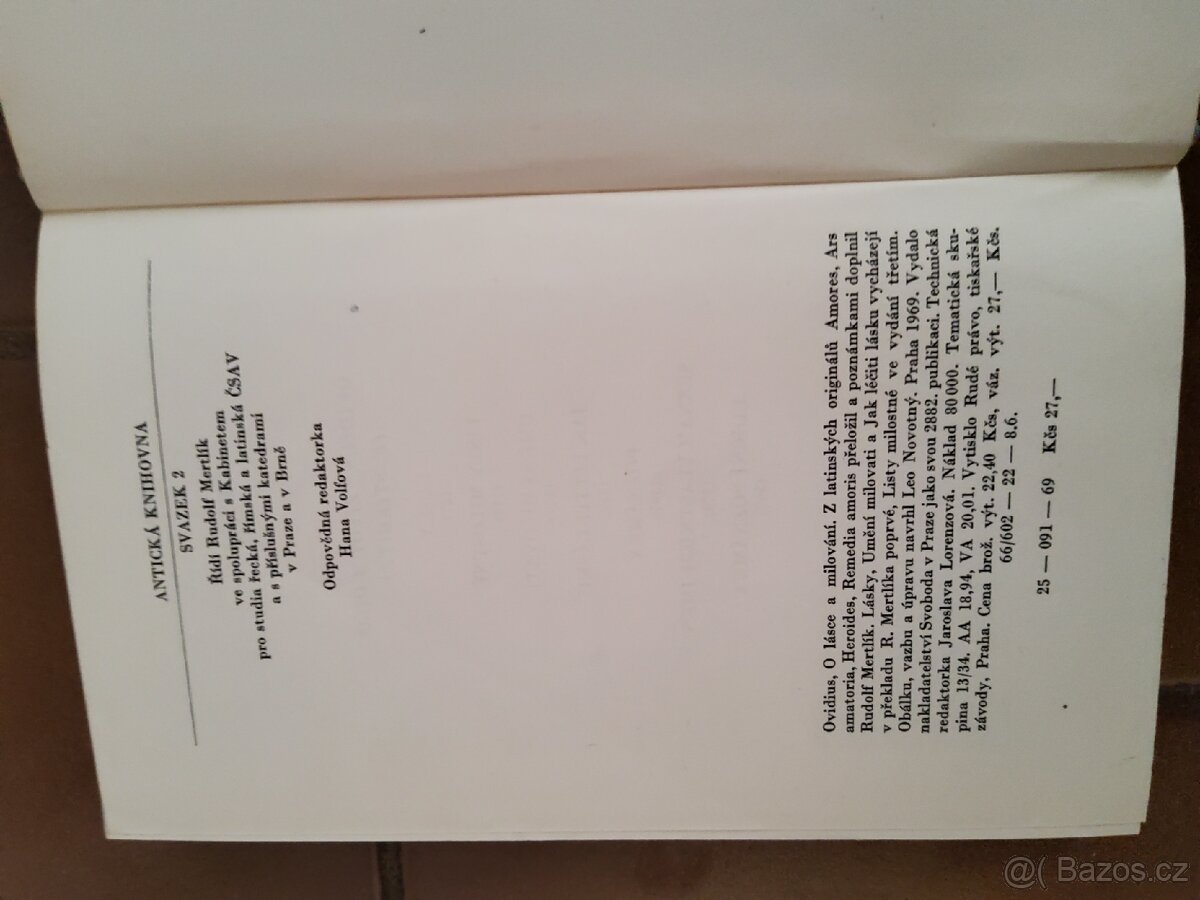 ANTICKÁ KNIHOVNA
SVAZEK 2
Řídí Rudolf Mertlík
ve spolupráci s Kabinetem
pro studia řecká, římská a latinská ČSAV
a s příslušnými katedrami
v Praze a v Brně
Odpovědná redaktorka
Hana Volfová
Ovidius, O lásce a milování. Z latinských originálů Amores, Ars
amatoria, Heroides, Remedia amoris přeložil a poznámkami doplnil
Rudolf Mertlík. Lásky, Umění milovati a Jak léčiti lásku vycházejí
v překladu R. Mertlíka poprvé, Listy milostné ve vydání třetím.
Obálku, vazbu a úpravu navrhl Leo Novotný. Praha 1969. Vydalo
nakladatelství Svoboda v Praze jako svou 2882. publikaci. Technická
redaktorka Jaroslava Lorenzová. Náklad 80 000. Tematická sku-
pina 13/34. AA 18,94, VA 20,01. Vytisklo Rudé právo, tiskařské
závody, Praha. Cena brož. výt. 22,40 Kčs, váz. výt. 27,— Kčs.
66/602 — 22 — 8.6.
25 — 091 — 69 Kčs 27,—
@( Bazos.cz